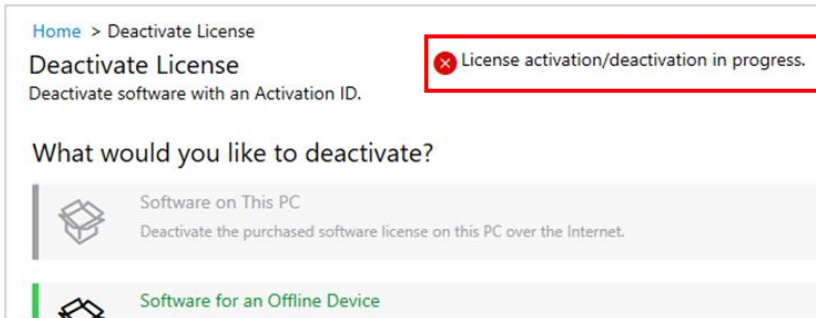 Home > Deactivate License
Deactivate License
License activation/deactivation in progress.
Deactivate software with an Activation ID.
What would you like to deactivate?
Software on This PC
Deactivate the purchased software license on this PC over the Internet.
Software for an Offline Device